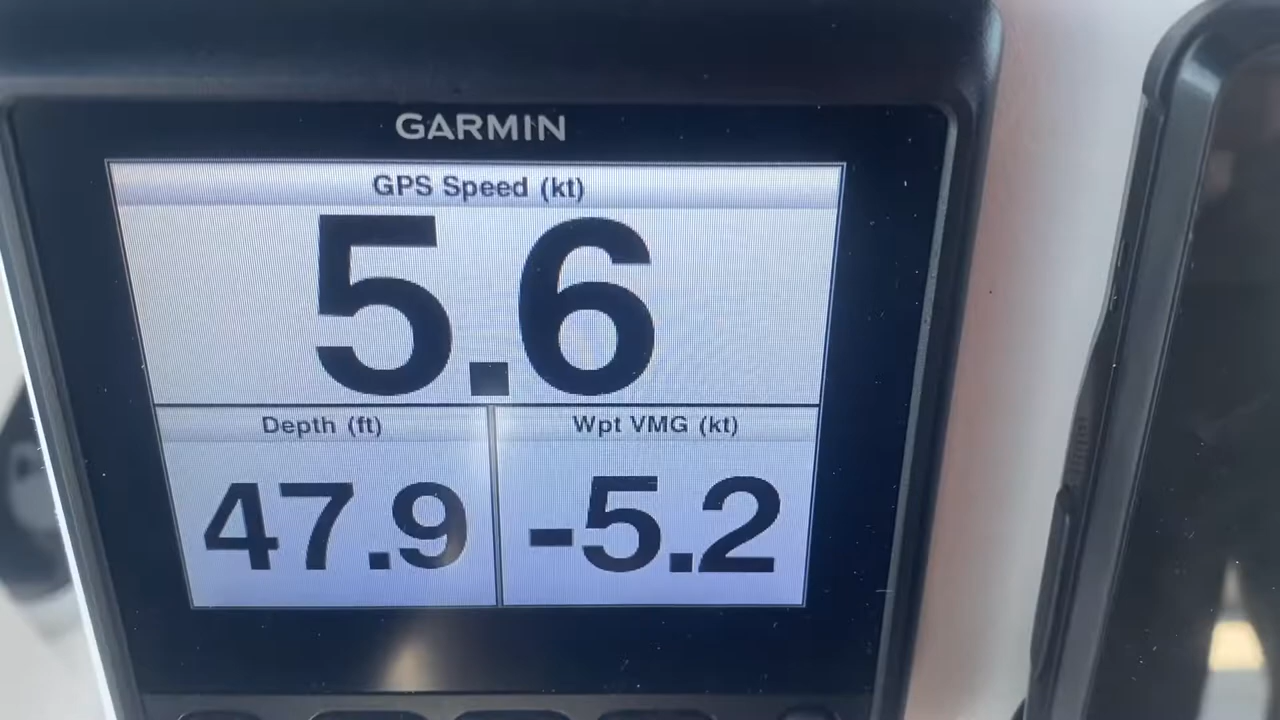 GARMIN
GPS Speed (kt)
5.6
Depth (ft)
47.9
Wpt VMG (kt)
-5.2